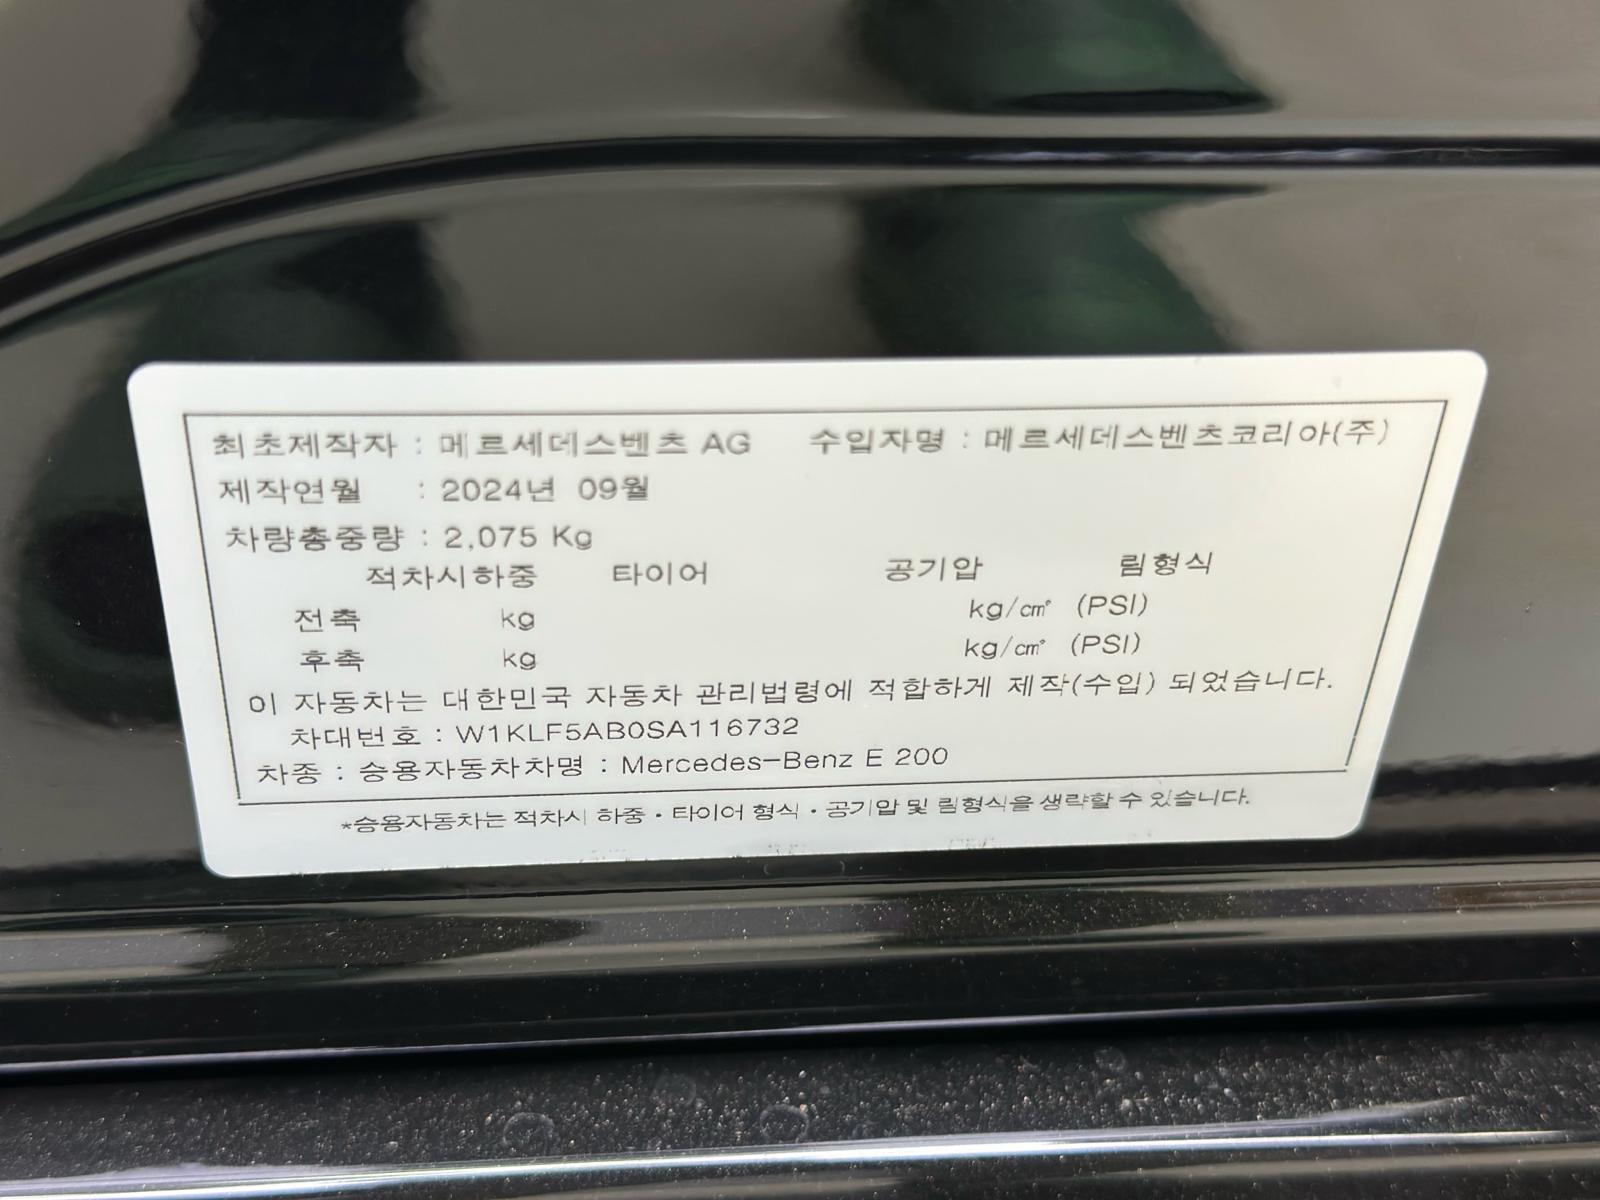 최초제작자 : 메르세데스벤츠 AG 수입자명 : 메르세데스벤츠코리아(주)
제작연월 : 2024년 09월
차량총중량 : 2,075 Kg
적차시하중 타이어 공기압 림형식
전축 kg kg/㎠ (PSI)
후축 kg kg/㎠ (PSI)
이 자동차는 대한민국 자동차 관리법령에 적합하게 제작(수입) 되었습니다.
차대번호 : W1KLF5AB0SA116732
차종 : 승용자동차차명 : Mercedes-Benz E 200
*승용자동차는 적차시 하중·타이어 형식·공기압 및 림형식을 생략할 수 있습니다.